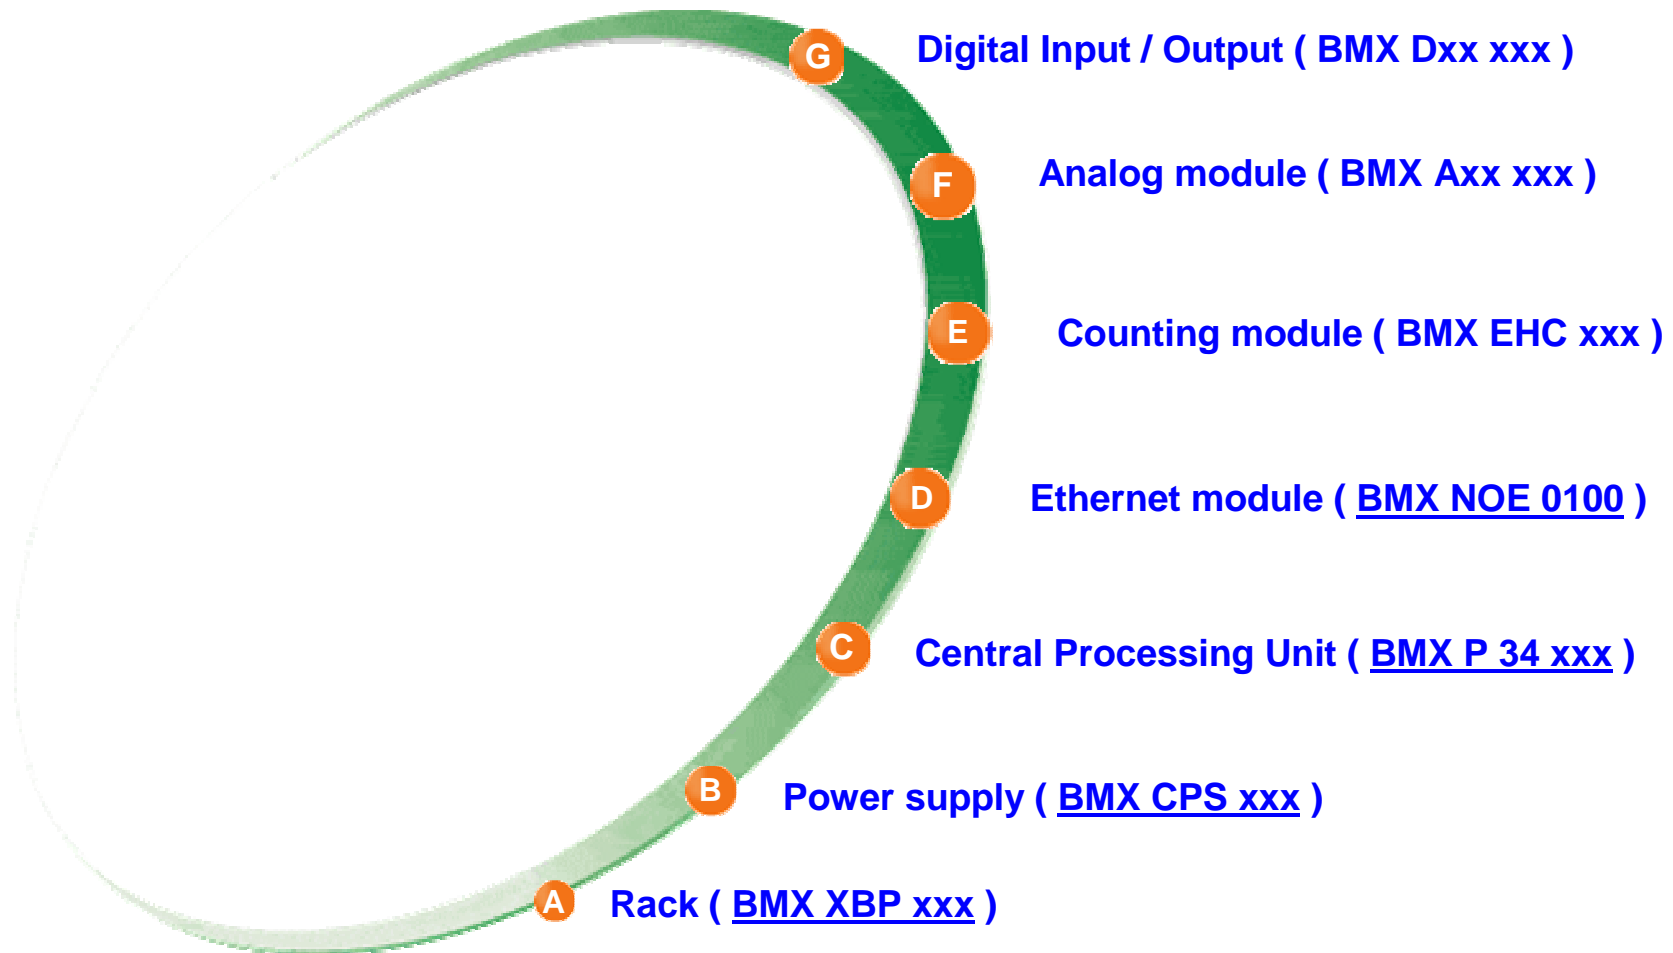 G Digital Input / Output ( BMX Dxx xxx )
F Analog module ( BMX Axx xxx )
E Counting module ( BMX EHC xxx )
D Ethernet module ( BMX NOE 0100 )
C Central Processing Unit ( BMX P 34 xxx )
B Power supply ( BMX CPS xxx )
A Rack ( BMX XBP xxx )